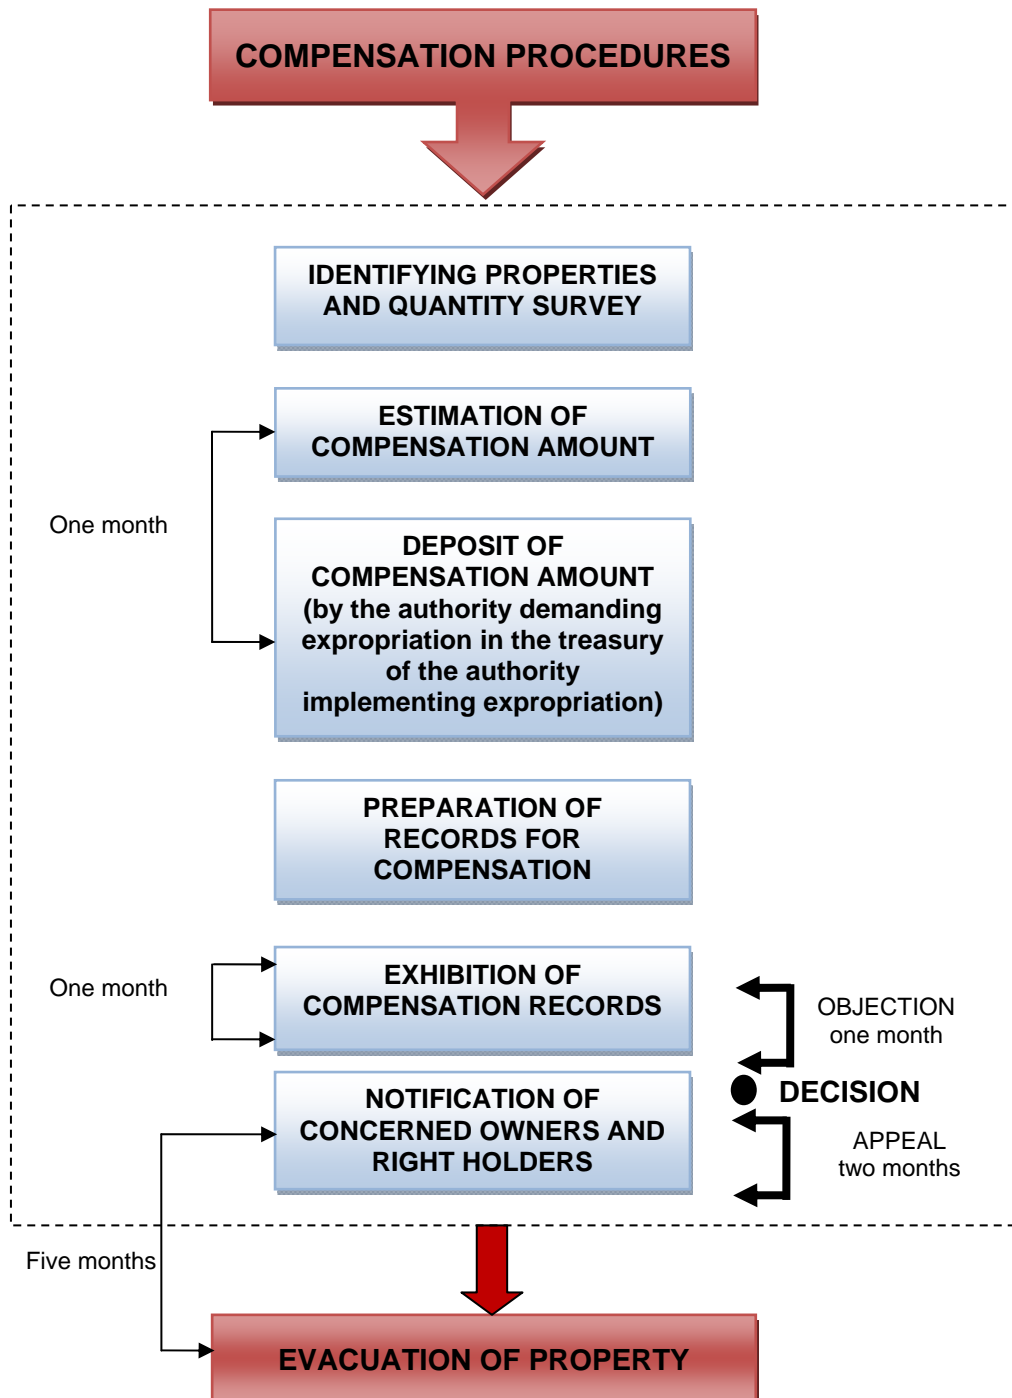 COMPENSATION PROCEDURES
IDENTIFYING PROPERTIES
AND QUANTITY SURVEY
ESTIMATION OF
COMPENSATION AMOUNT
One month
DEPOSIT OF
COMPENSATION AMOUNT
(by the authority demanding
expropriation in the treasury
of the authority
implementing expropriation)
PREPARATION OF
RECORDS FOR
COMPENSATION
One month
EXHIBITION OF
COMPENSATION RECORDS
OBJECTION
one month
DECISION
NOTIFICATION OF
CONCERNED OWNERS AND
RIGHT HOLDERS
APPEAL
two months
Five months
EVACUATION OF PROPERTY